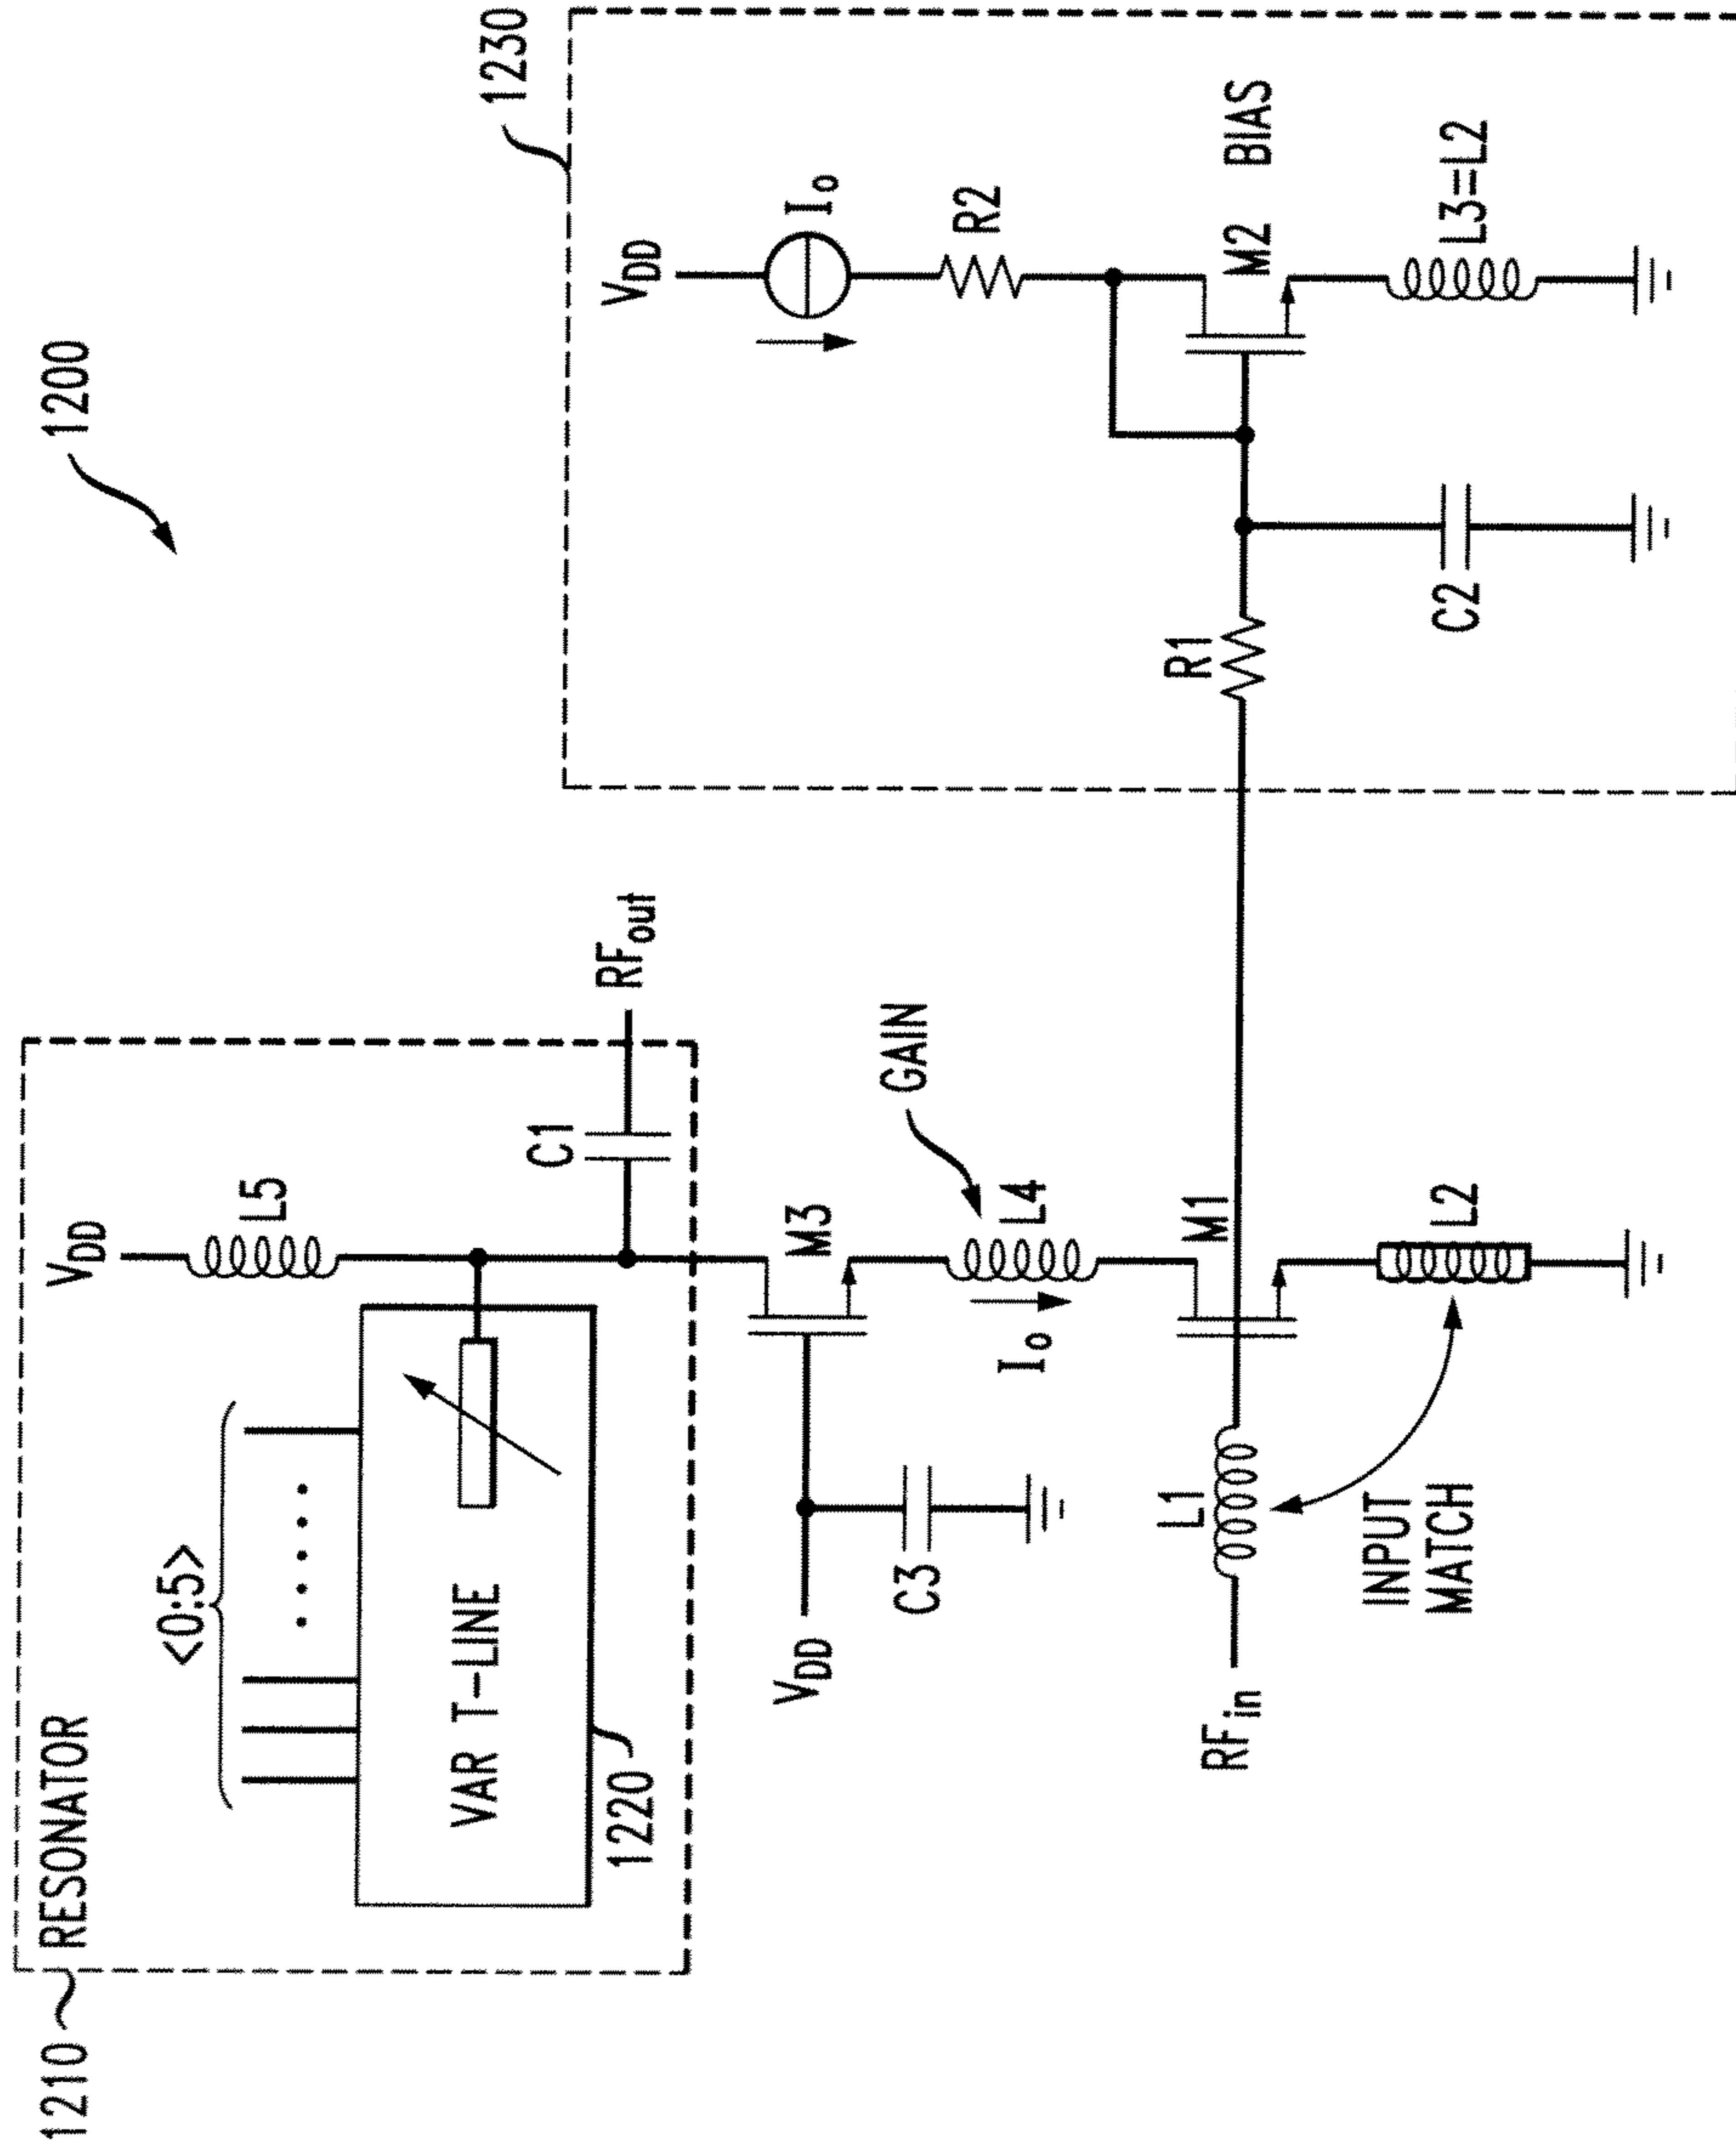 1200
1210
RESONATOR
<0:5>
VAR T-LINE
1220
VDD
L5
C1
RFout
VDD
C3
M3
GAIN
L4
Io
RFin
L1
M1
INPUT
MATCH
L2
1230
VDD
Io
R2
M2 BIAS
R1
C2
L3=L2